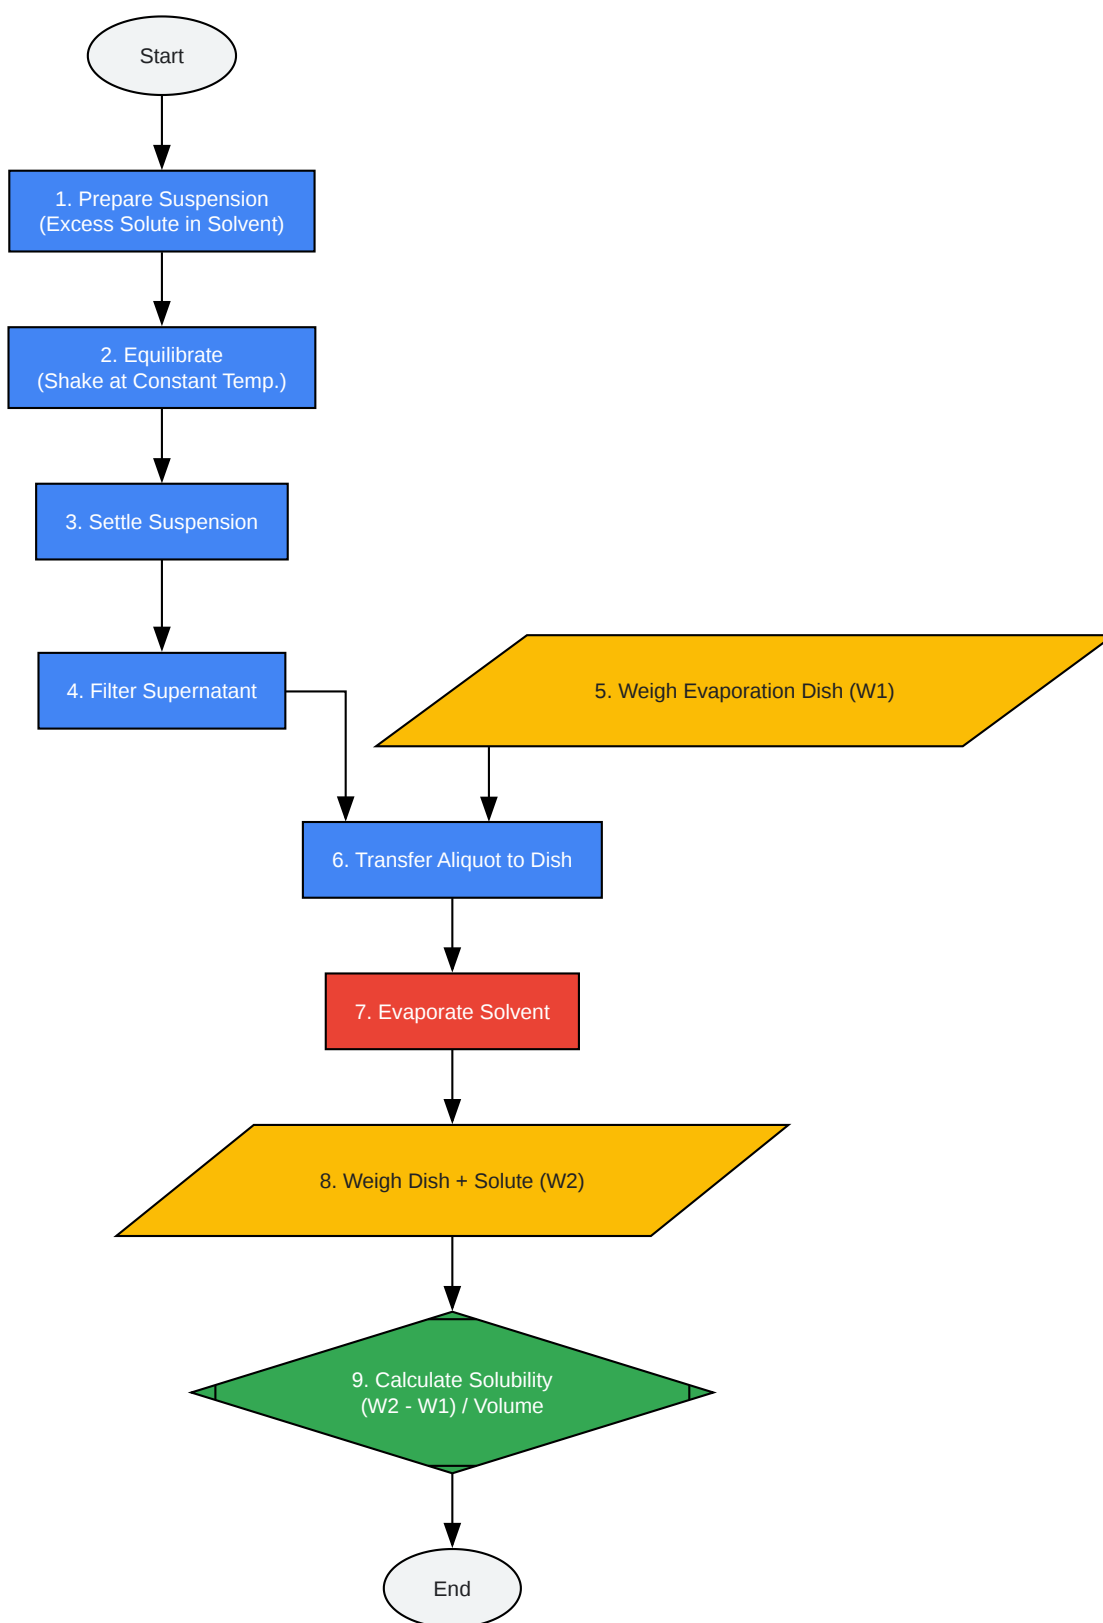 Start
1. Prepare Suspension
(Excess Solute in Solvent)
2. Equilibrate
(Shake at Constant Temp.)
3. Settle Suspension
4. Filter Supernatant
5. Weigh Evaporation Dish (W1)
6. Transfer Aliquot to Dish
7. Evaporate Solvent
8. Weigh Dish + Solute (W2)
9. Calculate Solubility
(W2 - W1) / Volume
End